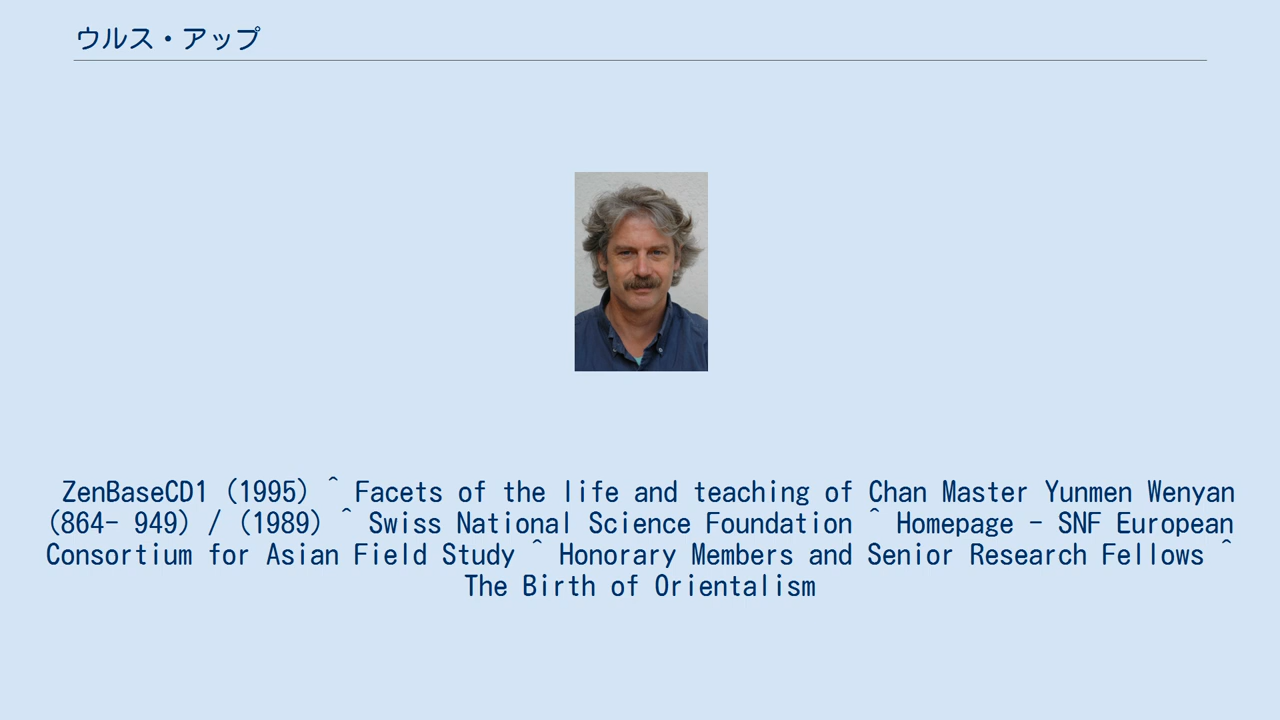 ウルス・アップ
ZenBaseCD1 (1995) ^ Facets of the life and teaching of Chan Master Yunmen Wenyan
(864- 949) / (1989) ^ Swiss National Science Foundation ^ Homepage - SNF European
Consortium for Asian Field Study ^ Honorary Members and Senior Research Fellows ^
The Birth of Orientalism